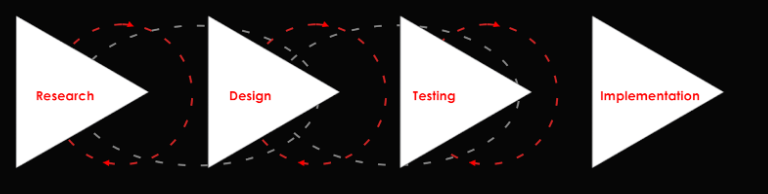 Research
Design
Testing
Implementation